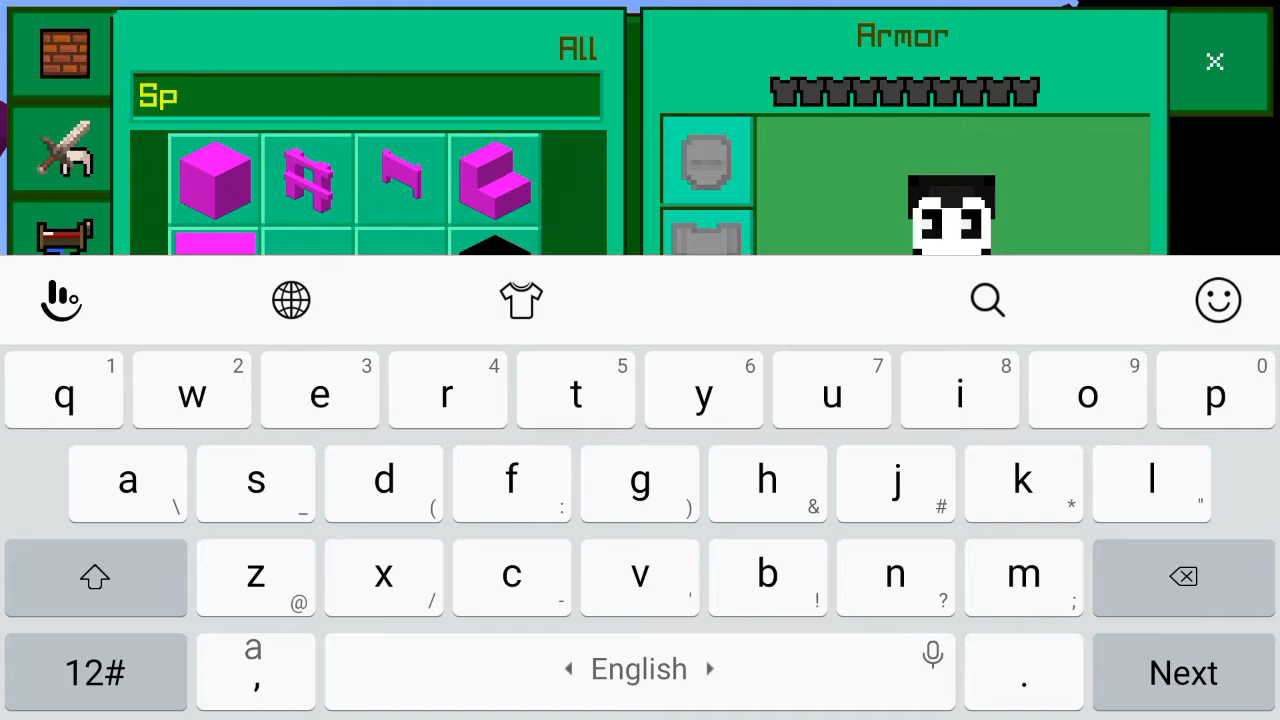 All
Armor
Sp
q 1 w 2 e 3 r 4 t 5 y 6 u 7 i 8 o 9 p 0
a \ s _ d ( f : g ) h & j # k * l "
z @ x / c - v ' b ! n ? m ;
12# a , English . Next